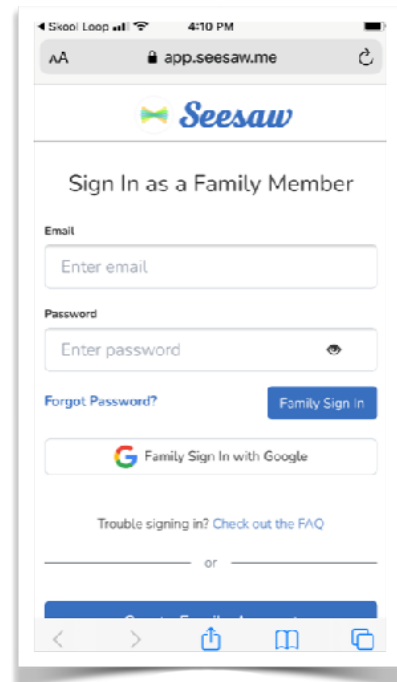 Skool Loop 4:10 PM
AA app.seesaw.me
Seesaw
Sign In as a Family Member
Email
Enter email
Password
Enter password
Forgot Password? Family Sign In
Family Sign In with Google
Trouble signing in? Check out the FAQ
or